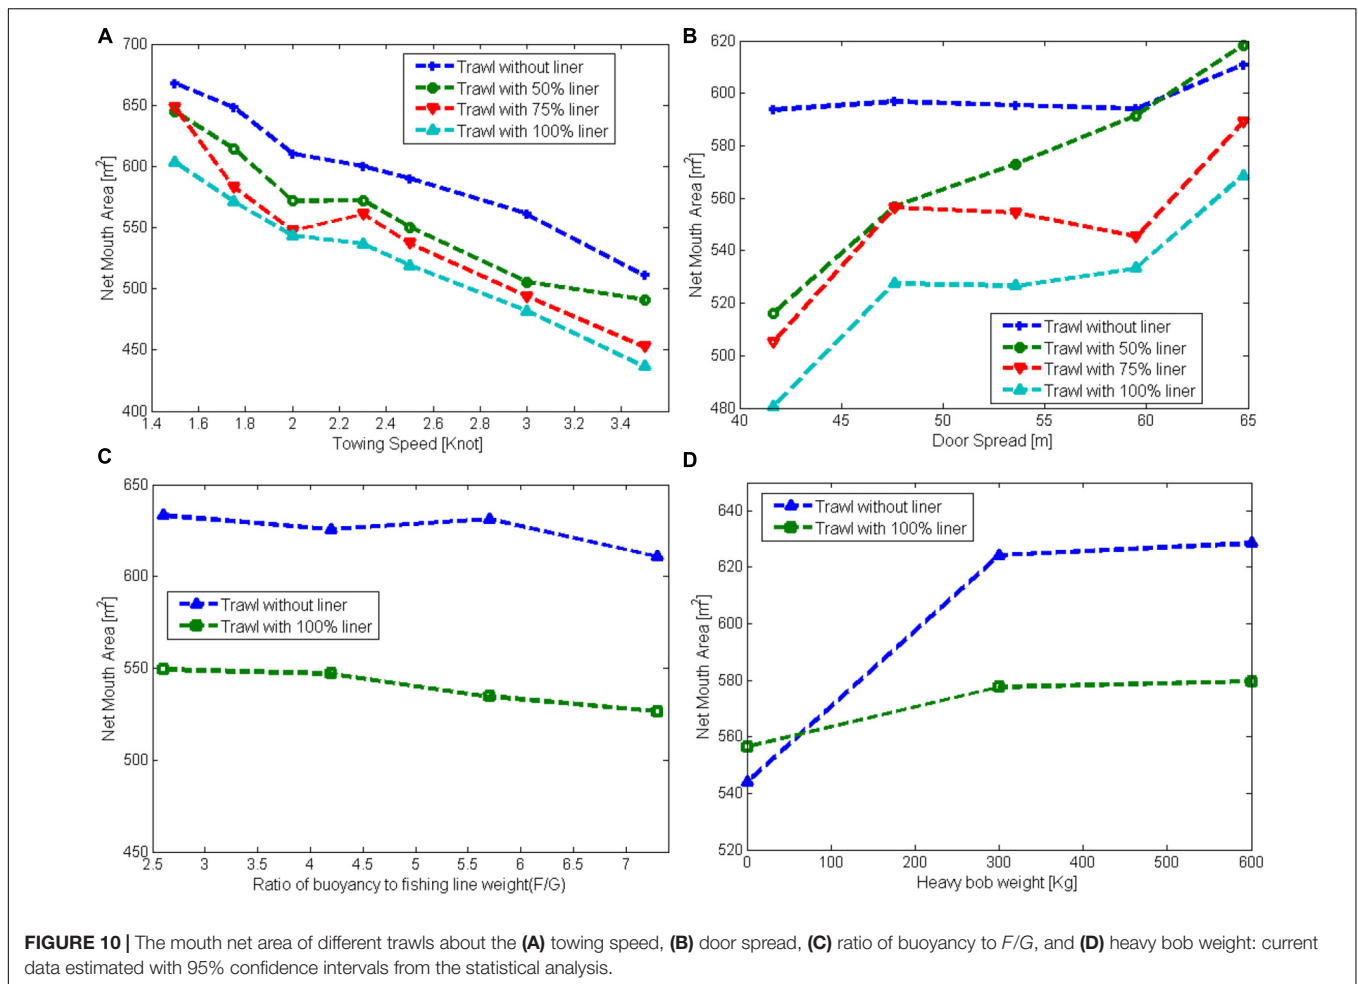 A
700
650
600
550
500
450
400
1.4 1.6 1.8 2 2.2 2.4 2.6 2.8 3 3.2 3.4
Towing Speed [Knot]
Net Mouth Area [m²]
Trawl without liner
Trawl with 50% liner
Trawl with 75% liner
Trawl with 100% liner
B
620
600
580
560
540
520
500
480
40 45 50 55 60 65
Door Spread [m]
Net Mouth Area [m²]
Trawl without liner
Trawl with 50% liner
Trawl with 75% liner
Trawl with 100% liner
C
650
600
550
500
450
2.5 3 3.5 4 4.5 5 5.5 6 6.5 7
Ratio of buoyancy to fishing line weight(F/G)
Net Mouth Area [m²]
Trawl without liner
Trawl with 100% liner
D
640
620
600
580
560
540
520
0 100 200 300 400 500 600
Heavy bob weight [Kg]
Net Mouth Area [m²]
Trawl without liner
Trawl with 100% liner
FIGURE 10 | The mouth net area of different trawls about the (A) towing speed, (B) door spread, (C) ratio of buoyancy to F/G, and (D) heavy bob weight: current
data estimated with 95% confidence intervals from the statistical analysis.